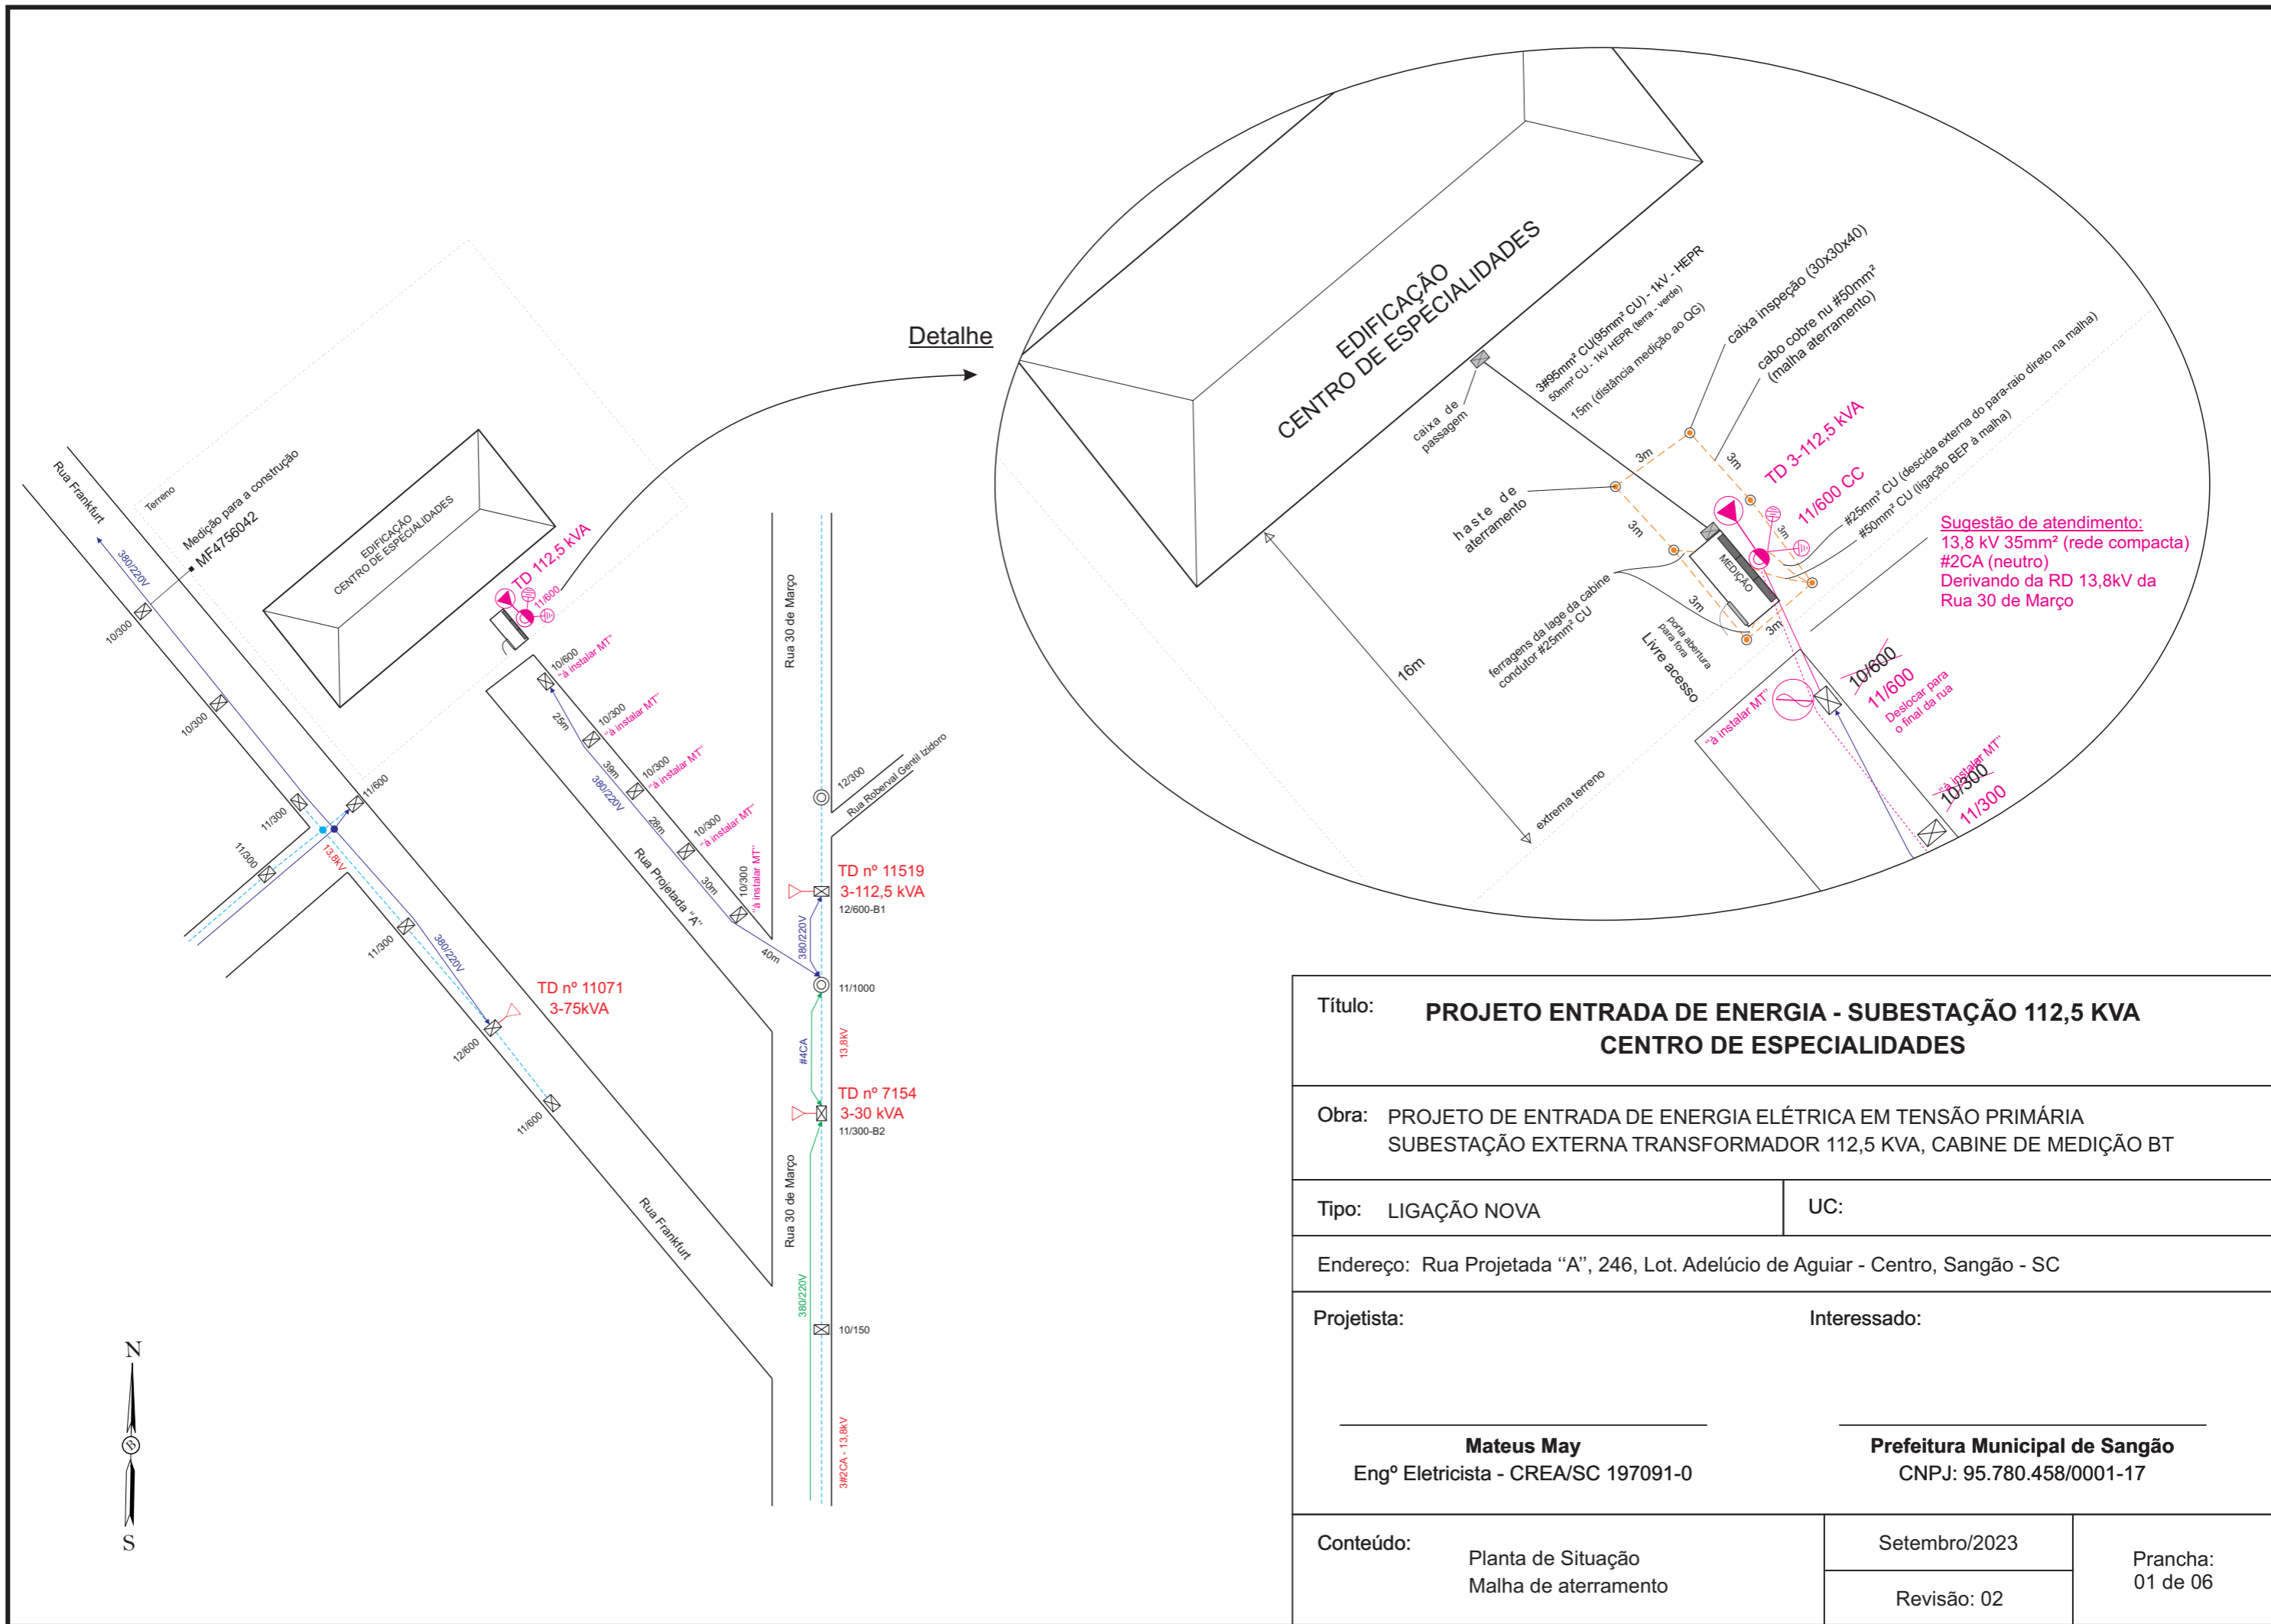 Detalhe
Terreno
Medição para a construção
MF4756042
Rua Frankfurt
380/220V
10/300
10/300
EDIFICAÇÃO
CENTRO DE ESPECIALIDADES
TD 112,5 kVA
11/600
10/600
"à instalar MT"
25m
10/300
"à instalar MT"
39m
380/220V
10/300
"à instalar MT"
28m
10/300
"à instalar MT"
30m
10/300
"à instalar MT"
40m
Rua Projetada "A"
11/300
11/600
11/300
13,8kV
11/300
380/220V
TD nº 11071
3-75kVA
12/600
11/600
Rua Frankfurt
Rua 30 de Março
12/300
Rua Roberval Gentil Izidoro
TD nº 11519
3-112,5 kVA
12/600-B1
380/220V
11/1000
#4CA
13,8kV
TD nº 7154
3-30 kVA
11/300-B2
Rua 30 de Março
380/220V
10/150
3#2CA - 13,8kV
N
B
S
EDIFICAÇÃO
CENTRO DE ESPECIALIDADES
3#95mm² CU(95mm² CU) - 1kV - HEPR
50mm² CU - 1kV HEPR (terra - verde)
15m (distância medição ao QG)
caixa inspeção (30x30x40)
cabo cobre nu #50mm²
(malha aterramento)
caixa de
passagem
haste de
aterramento
3m
3m
3m
3m
3m
3m
TD 3-112,5 kVA
11/600 CC
#25mm² CU (descida externa do para-raio direto na malha)
#50mm² CU (ligação BEP à malha)
MEDIÇÃO
ferragens da lage da cabine
condutor #25mm² CU
porta abertura
para fora
Livre acesso
16m
extrema terreno
Sugestão de atendimento:
13,8 kV 35mm² (rede compacta)
#2CA (neutro)
Derivando da RD 13,8kV da
Rua 30 de Março
"à instalar MT"
10/600
11/600
Deslocar para
o final da rua
"à instalar MT"
10/300
11/300
Título: PROJETO ENTRADA DE ENERGIA - SUBESTAÇÃO 112,5 KVA
CENTRO DE ESPECIALIDADES
Obra: PROJETO DE ENTRADA DE ENERGIA ELÉTRICA EM TENSÃO PRIMÁRIA
SUBESTAÇÃO EXTERNA TRANSFORMADOR 112,5 KVA, CABINE DE MEDIÇÃO BT
Tipo: LIGAÇÃO NOVA
UC:
Endereço: Rua Projetada “A”, 246, Lot. Adelúcio de Aguiar - Centro, Sangão - SC
Projetista:
Interessado:
Mateus May
Engº Eletricista - CREA/SC 197091-0
Prefeitura Municipal de Sangão
CNPJ: 95.780.458/0001-17
Conteúdo:
Planta de Situação
Malha de aterramento
Setembro/2023
Revisão: 02
Prancha:
01 de 06